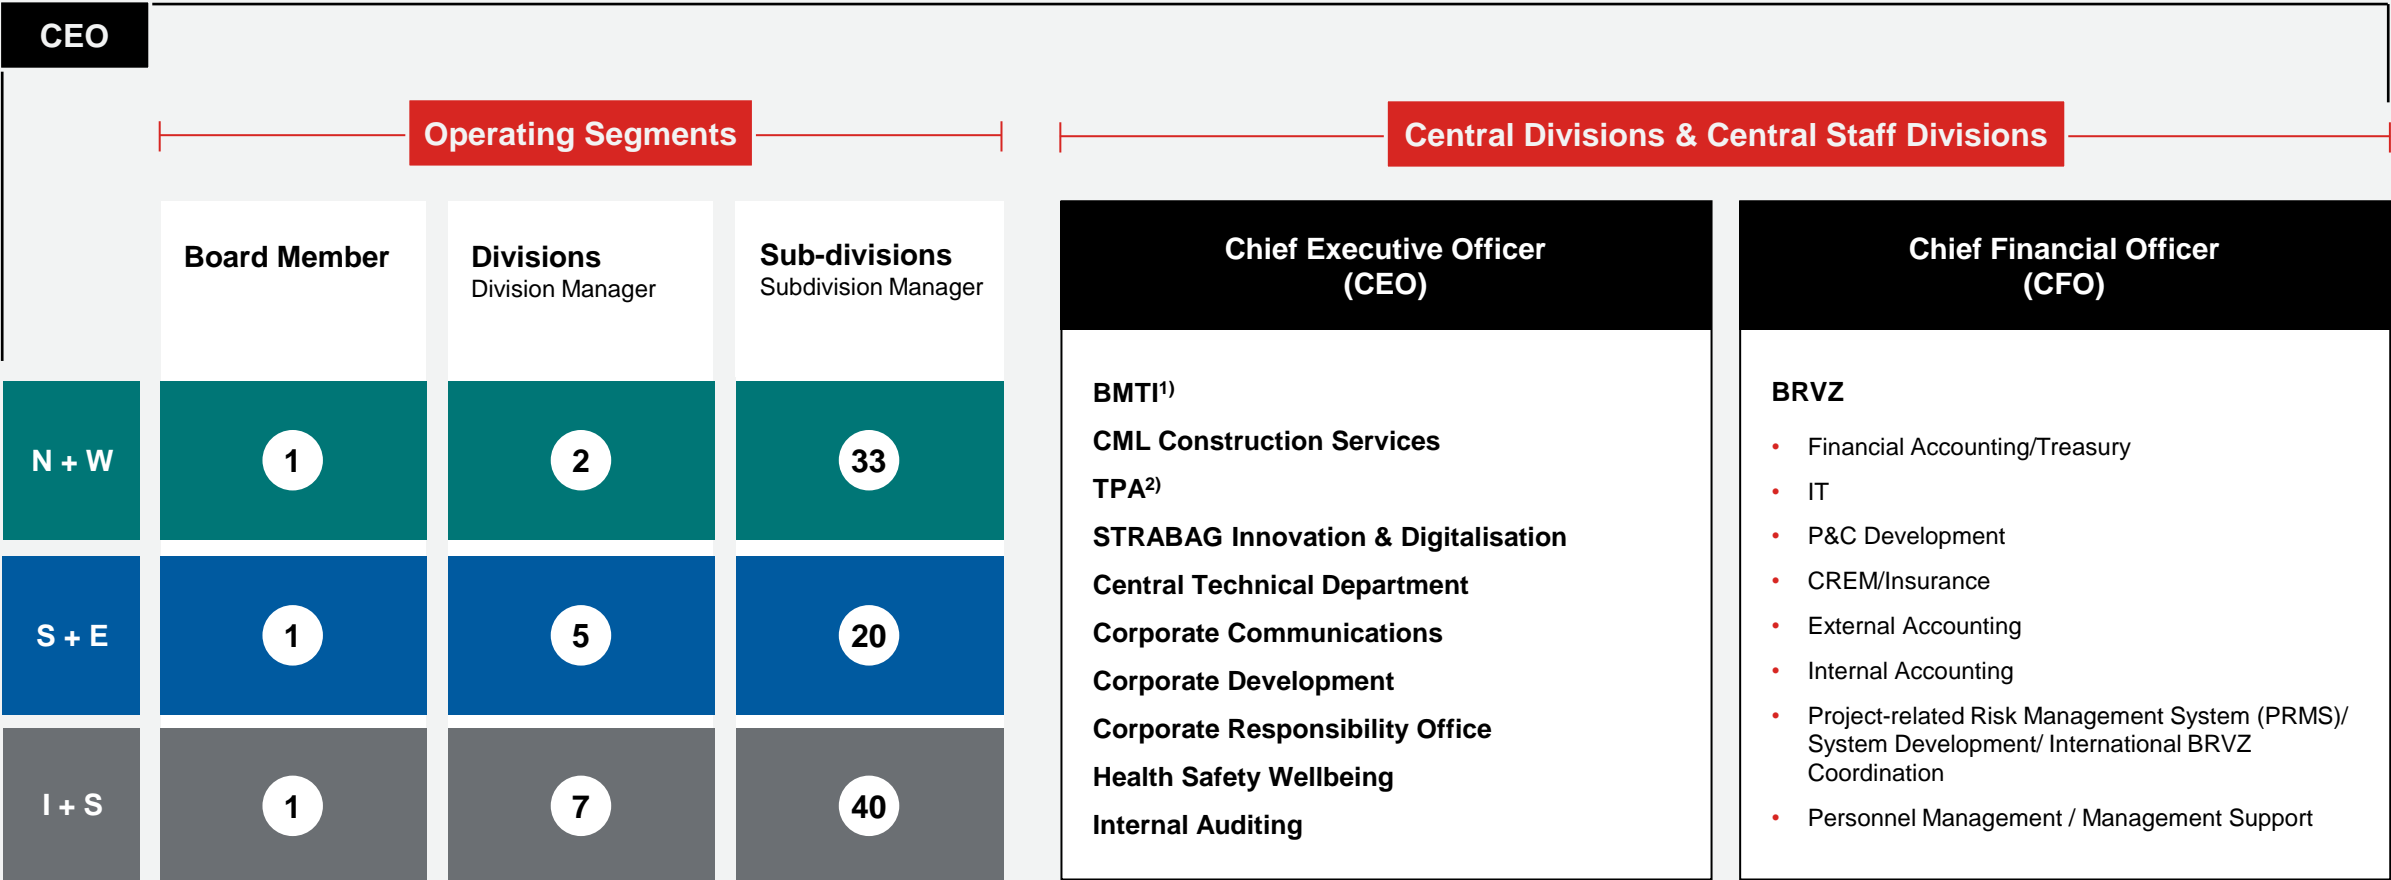 CEO
Operating Segments
Central Divisions & Central Staff Divisions
Board Member
Divisions
Division Manager
Sub-divisions
Subdivision Manager
N + W
1
2
33
S + E
1
5
20
I + S
1
7
40
Chief Executive Officer
(CEO)
BMTI1)
CML Construction Services
TPA2)
STRABAG Innovation & Digitalisation
Central Technical Department
Corporate Communications
Corporate Development
Corporate Responsibility Office
Health Safety Wellbeing
Internal Auditing
Chief Financial Officer
(CFO)
BRVZ
• Financial Accounting/Treasury
• IT
• P&C Development
• CREM/Insurance
• External Accounting
• Internal Accounting
• Project-related Risk Management System (PRMS)/
System Development/ International BRVZ
Coordination
• Personnel Management / Management Support